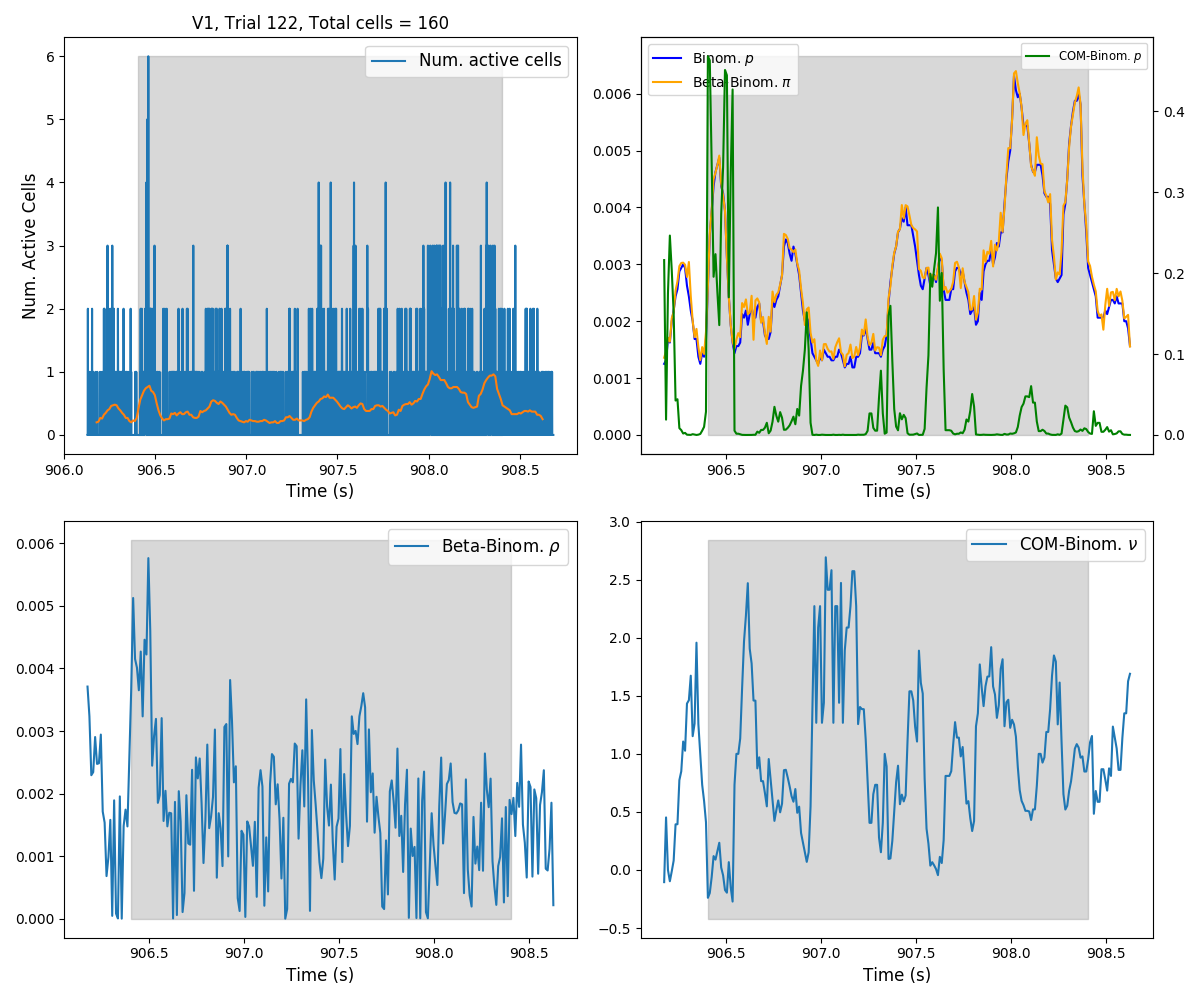 V1, Trial 122, Total cells = 160
Num. Active Cells
6
5
4
3
2
1
0
Num. active cells
906.0 906.5 907.0 907.5 908.0 908.5
Time (s)
Binom. p
Beta-Binom. π
COM-Binom. p
0.006
0.005
0.004
0.003
0.002
0.001
0.000
0.4
0.3
0.2
0.1
0.0
906.5 907.0 907.5 908.0 908.5
Time (s)
Beta-Binom. ρ
0.006
0.005
0.004
0.003
0.002
0.001
0.000
906.5 907.0 907.5 908.0 908.5
Time (s)
COM-Binom. ν
3.0
2.5
2.0
1.5
1.0
0.5
0.0
−0.5
906.5 907.0 907.5 908.0 908.5
Time (s)